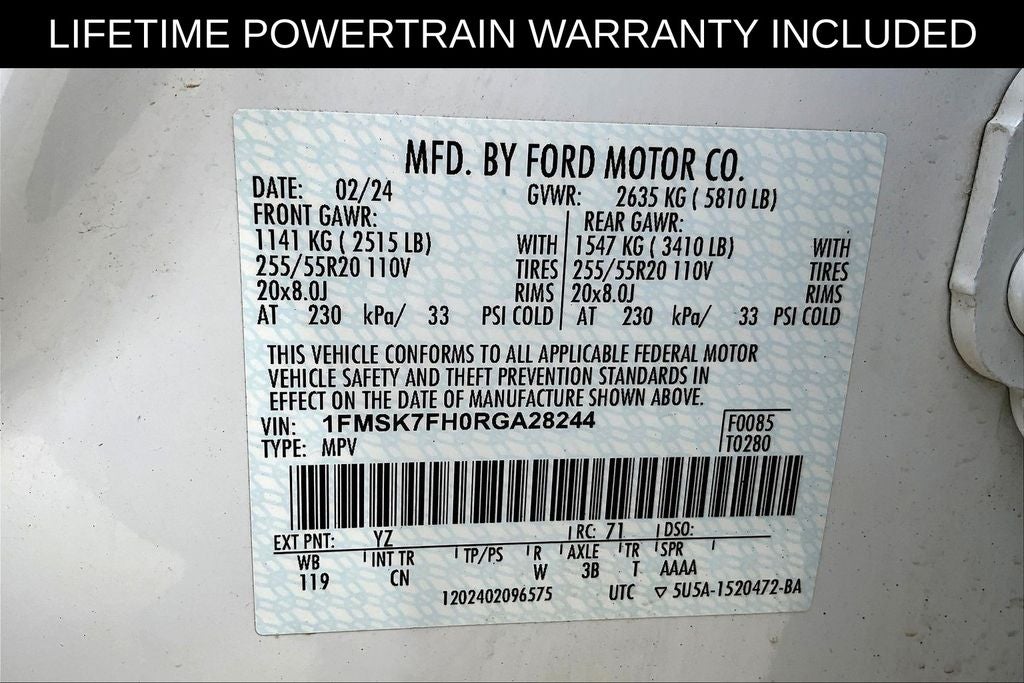 LIFETIME POWERTRAIN WARRANTY INCLUDED
MFD. BY FORD MOTOR CO.
DATE: 02/24 GVWR: 2635 KG ( 5810 LB)
FRONT GAWR: REAR GAWR:
1141 KG ( 2515 LB) WITH 1547 KG ( 3410 LB) WITH
255/55R20 110V TIRES 255/55R20 110V TIRES
20x8.0J RIMS 20x8.0J RIMS
AT 230 kPa/ 33 PSI COLD AT 230 kPa/ 33 PSI COLD
THIS VEHICLE CONFORMS TO ALL APPLICABLE FEDERAL MOTOR
VEHICLE SAFETY AND THEFT PREVENTION STANDARDS IN
EFFECT ON THE DATE OF MANUFACTURE SHOWN ABOVE.
VIN: 1FMSK7FH0RGA28244 F0085
TYPE: MPV T0280
EXT PNT: YZ RC: 71 DSO:
WB INT TR TP/PS R AXLE TR SPR
119 CN W 3B T AAAA
1202402096575 UTC ▽ 5U5A-1520472-BA